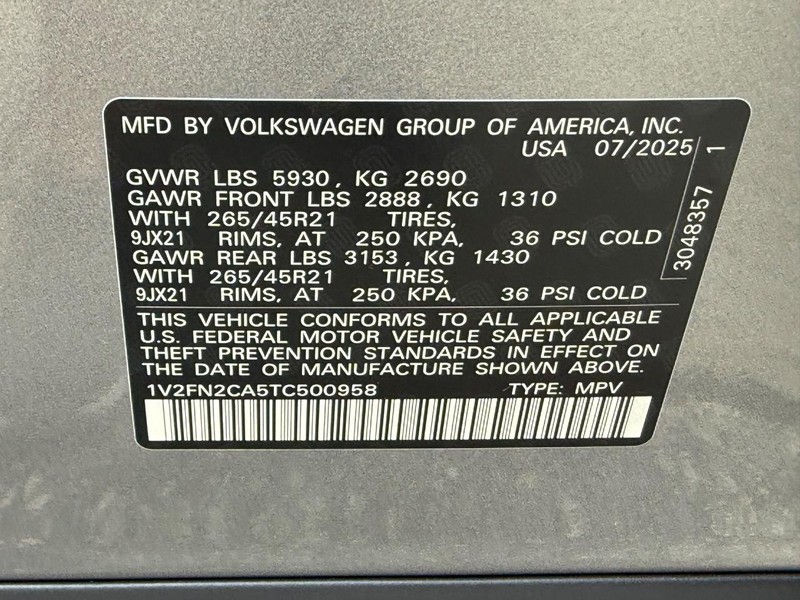 MFD BY VOLKSWAGEN GROUP OF AMERICA, INC.
USA 07/2025
GVWR LBS 5930, KG 2690
GAWR FRONT LBS 2888, KG 1310
WITH 265/45R21 TIRES,
9JX21 RIMS, AT 250 KPA, 36 PSI COLD
GAWR REAR LBS 3153, KG 1430
WITH 265/45R21 TIRES,
9JX21 RIMS, AT 250 KPA, 36 PSI COLD
3048357 1
THIS VEHICLE CONFORMS TO ALL APPLICABLE
U.S. FEDERAL MOTOR VEHICLE SAFETY AND
THEFT PREVENTION STANDARDS IN EFFECT ON
THE DATE OF MANUFACTURE SHOWN ABOVE.
1V2FN2CA5TC500958 TYPE: MPV